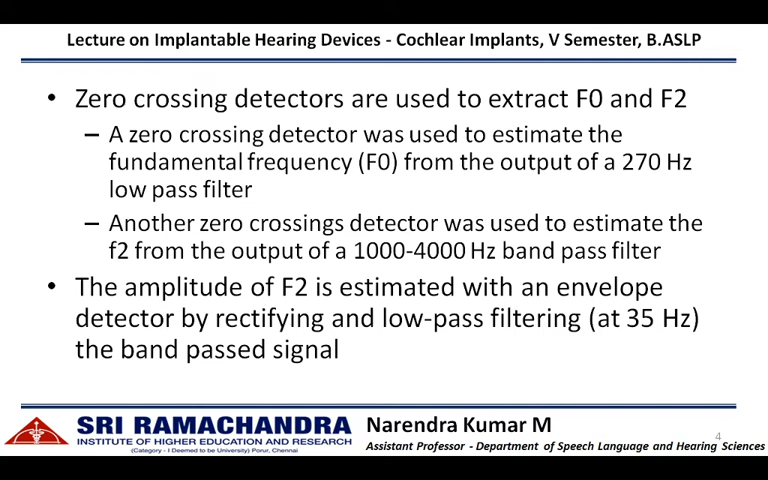 Lecture on Implantable Hearing Devices - Cochlear Implants, V Semester, B.ASLP
• Zero crossing detectors are used to extract F0 and F2
– A zero crossing detector was used to estimate the
fundamental frequency (F0) from the output of a 270 Hz
low pass filter
– Another zero crossings detector was used to estimate the
f2 from the output of a 1000-4000 Hz band pass filter
• The amplitude of F2 is estimated with an envelope
detector by rectifying and low-pass filtering (at 35 Hz)
the band passed signal
SRI RAMACHANDRA
INSTITUTE OF HIGHER EDUCATION AND RESEARCH
(Category - I Deemed to be University) Porur, Chennai
Narendra Kumar M
Assistant Professor - Department of Speech Language and Hearing Sciences
4